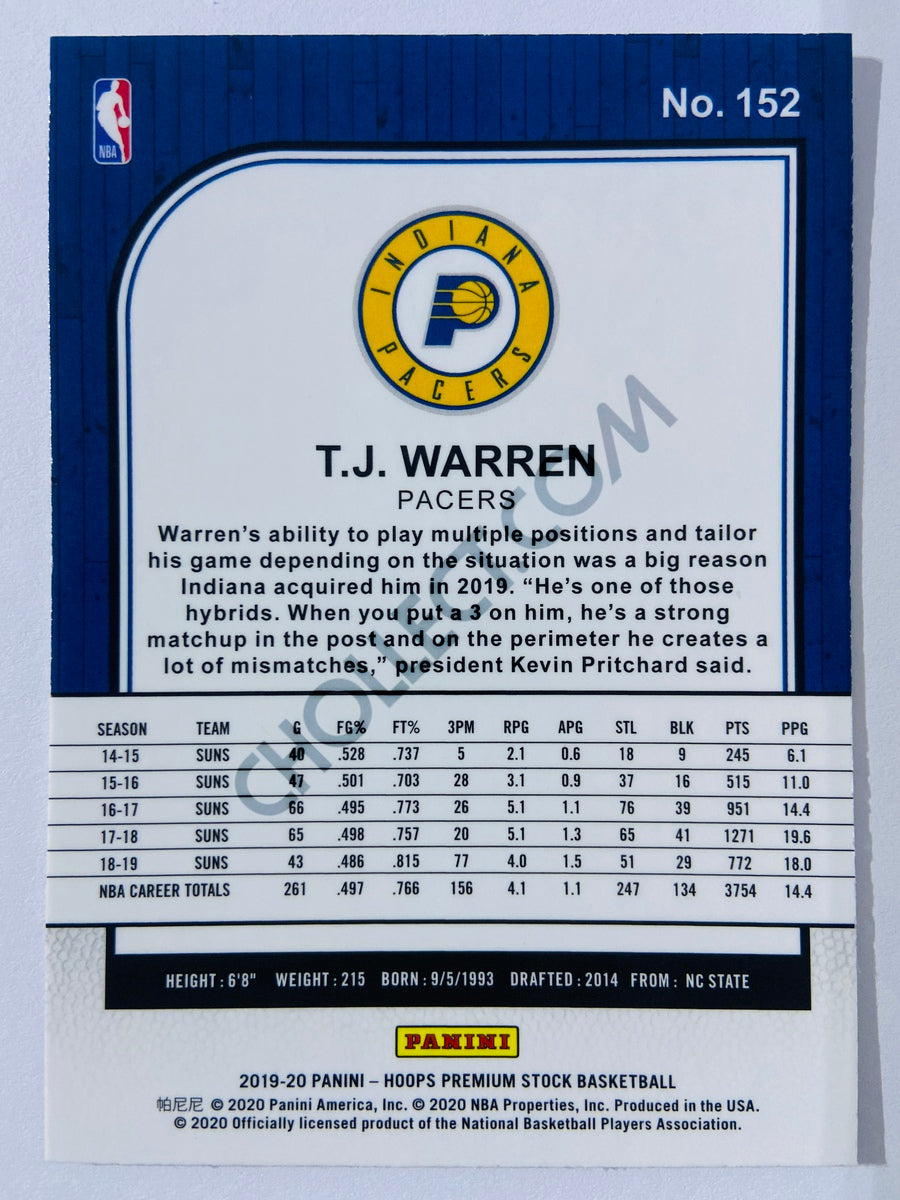 No. 152
NBA
INDIANA
PACERS
T.J. WARREN
PACERS
Warren's ability to play multiple positions and tailor
his game depending on the situation was a big reason
Indiana acquired him in 2019. “He's one of those
hybrids. When you put a 3 on him, he's a strong
matchup in the post and on the perimeter he creates a
lot of mismatches,” president Kevin Pritchard said.
CHOLLECT.COM
SEASON TEAM G FG% FT% 3PM RPG APG STL BLK PTS PPG
14-15 SUNS 40 .528 .737 5 2.1 0.6 18 9 245 6.1
15-16 SUNS 47 .501 .703 28 3.1 0.9 37 16 515 11.0
16-17 SUNS 66 .495 .773 26 5.1 1.1 76 39 951 14.4
17-18 SUNS 65 .498 .757 20 5.1 1.3 65 41 1271 19.6
18-19 SUNS 43 .486 .815 77 4.0 1.5 51 29 772 18.0
NBA CAREER TOTALS 261 .497 .766 156 4.1 1.1 247 134 3754 14.4
HEIGHT : 6'8" WEIGHT : 215 BORN : 9/5/1993 DRAFTED : 2014 FROM : NC STATE
PANINI
2019-20 PANINI – HOOPS PREMIUM STOCK BASKETBALL
帕尼尼 © 2020 Panini America, Inc. © 2020 NBA Properties, Inc. Produced in the USA.
© 2020 Officially licensed product of the National Basketball Players Association.